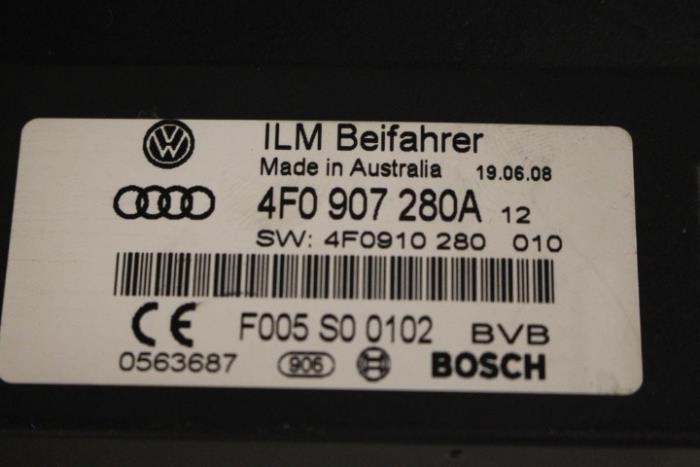 ILM Beifahrer
Made in Australia 19.06.08
4F0 907 280A 12
SW: 4F0910 280 010
CE F005 S0 0102 BVB
0563687 906 BOSCH